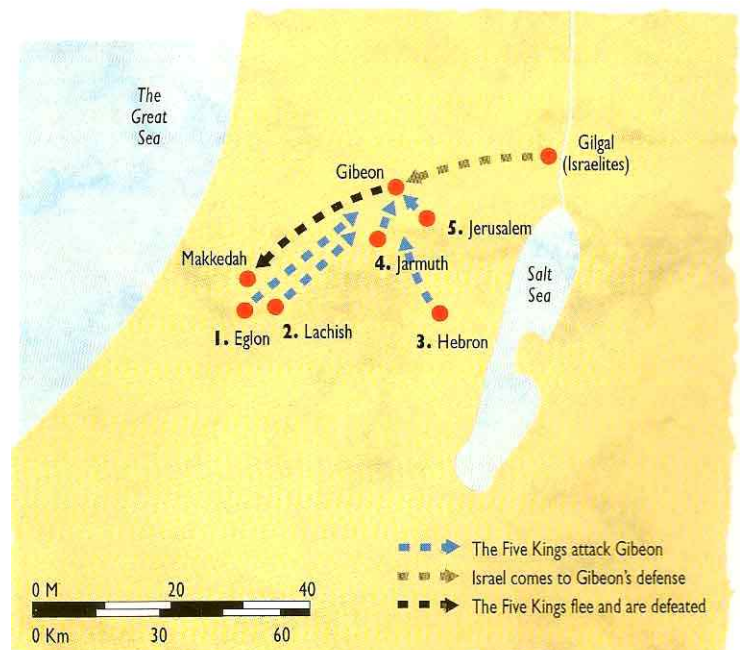 The
Great
Sea
Gilgal
(Israelites)
Gibeon
5. Jerusalem
4. Jarmuth
Makkedah
Salt
Sea
1. Eglon
2. Lachish
3. Hebron
The Five Kings attack Gibeon
Israel comes to Gibeon's defense
The Five Kings flee and are defeated
0 M 20 40
0 Km 30 60